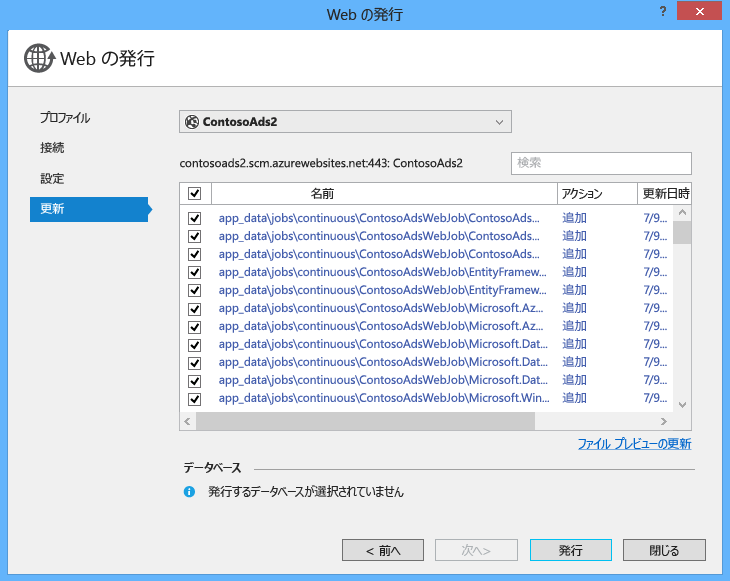 Web の発行
?
Web の発行
プロファイル
接続
設定
更新
ContosoAds2
contosoads2.scm.azurewebsites.net:443: ContosoAds2
検索
名前 アクション 更新日時
app_data\jobs\continuous\ContosoAdsWebJob\ContosoAds... 追加 7/9...
app_data\jobs\continuous\ContosoAdsWebJob\ContosoAds... 追加 7/9...
app_data\jobs\continuous\ContosoAdsWebJob\ContosoAds... 追加 7/9...
app_data\jobs\continuous\ContosoAdsWebJob\EntityFramew... 追加 7/9...
app_data\jobs\continuous\ContosoAdsWebJob\EntityFramew... 追加 7/9...
app_data\jobs\continuous\ContosoAdsWebJob\Microsoft.Az... 追加 7/9...
app_data\jobs\continuous\ContosoAdsWebJob\Microsoft.Az... 追加 7/9...
app_data\jobs\continuous\ContosoAdsWebJob\Microsoft.Dat... 追加 7/9...
app_data\jobs\continuous\ContosoAdsWebJob\Microsoft.Dat... 追加 7/9...
app_data\jobs\continuous\ContosoAdsWebJob\Microsoft.Dat... 追加 7/9...
app_data\jobs\continuous\ContosoAdsWebJob\Microsoft.Win... 追加 7/9...
ファイル プレビューの更新
データベース
発行するデータベースが選択されていません
< 前へ 次へ> 発行 閉じる